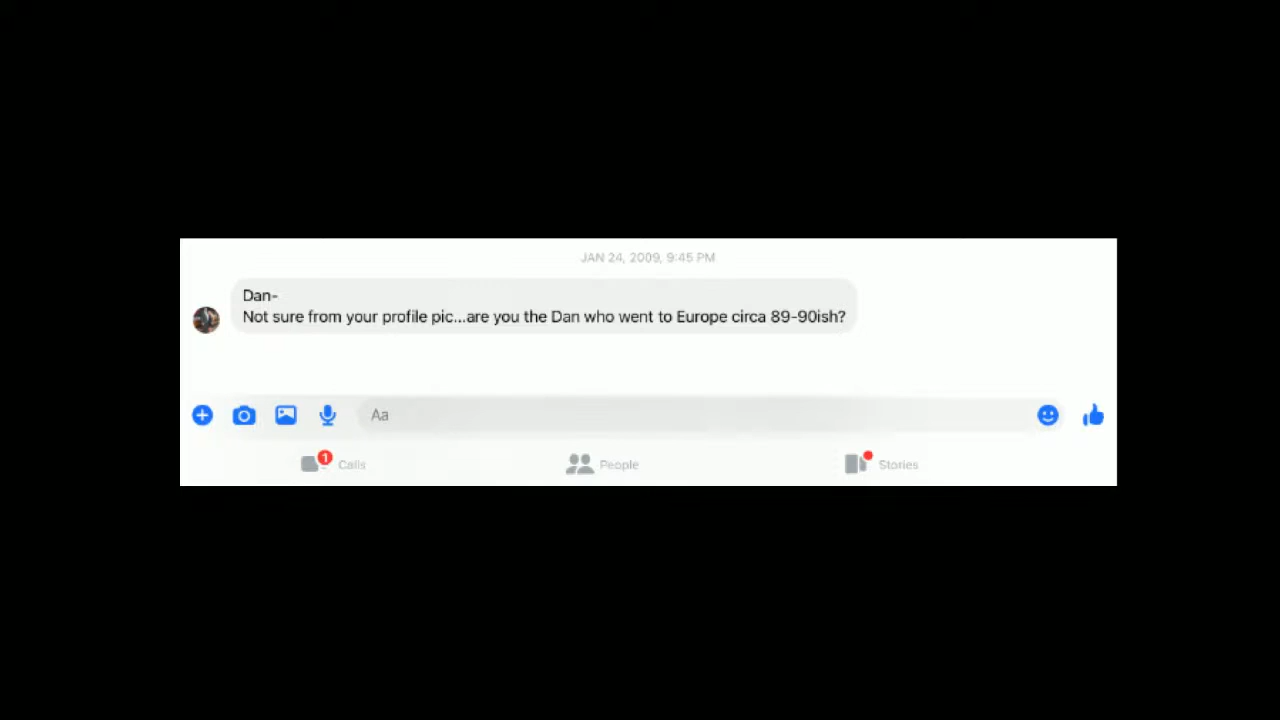 JAN 24, 2009, 9:45 PM
Dan-
Not sure from your profile pic...are you the Dan who went to Europe circa 89-90ish?
Aa
1 Calls
People
Stories